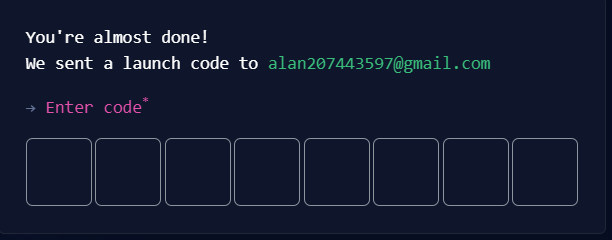 You're almost done!
We sent a launch code to alan207443597@gmail.com
→ Enter code*